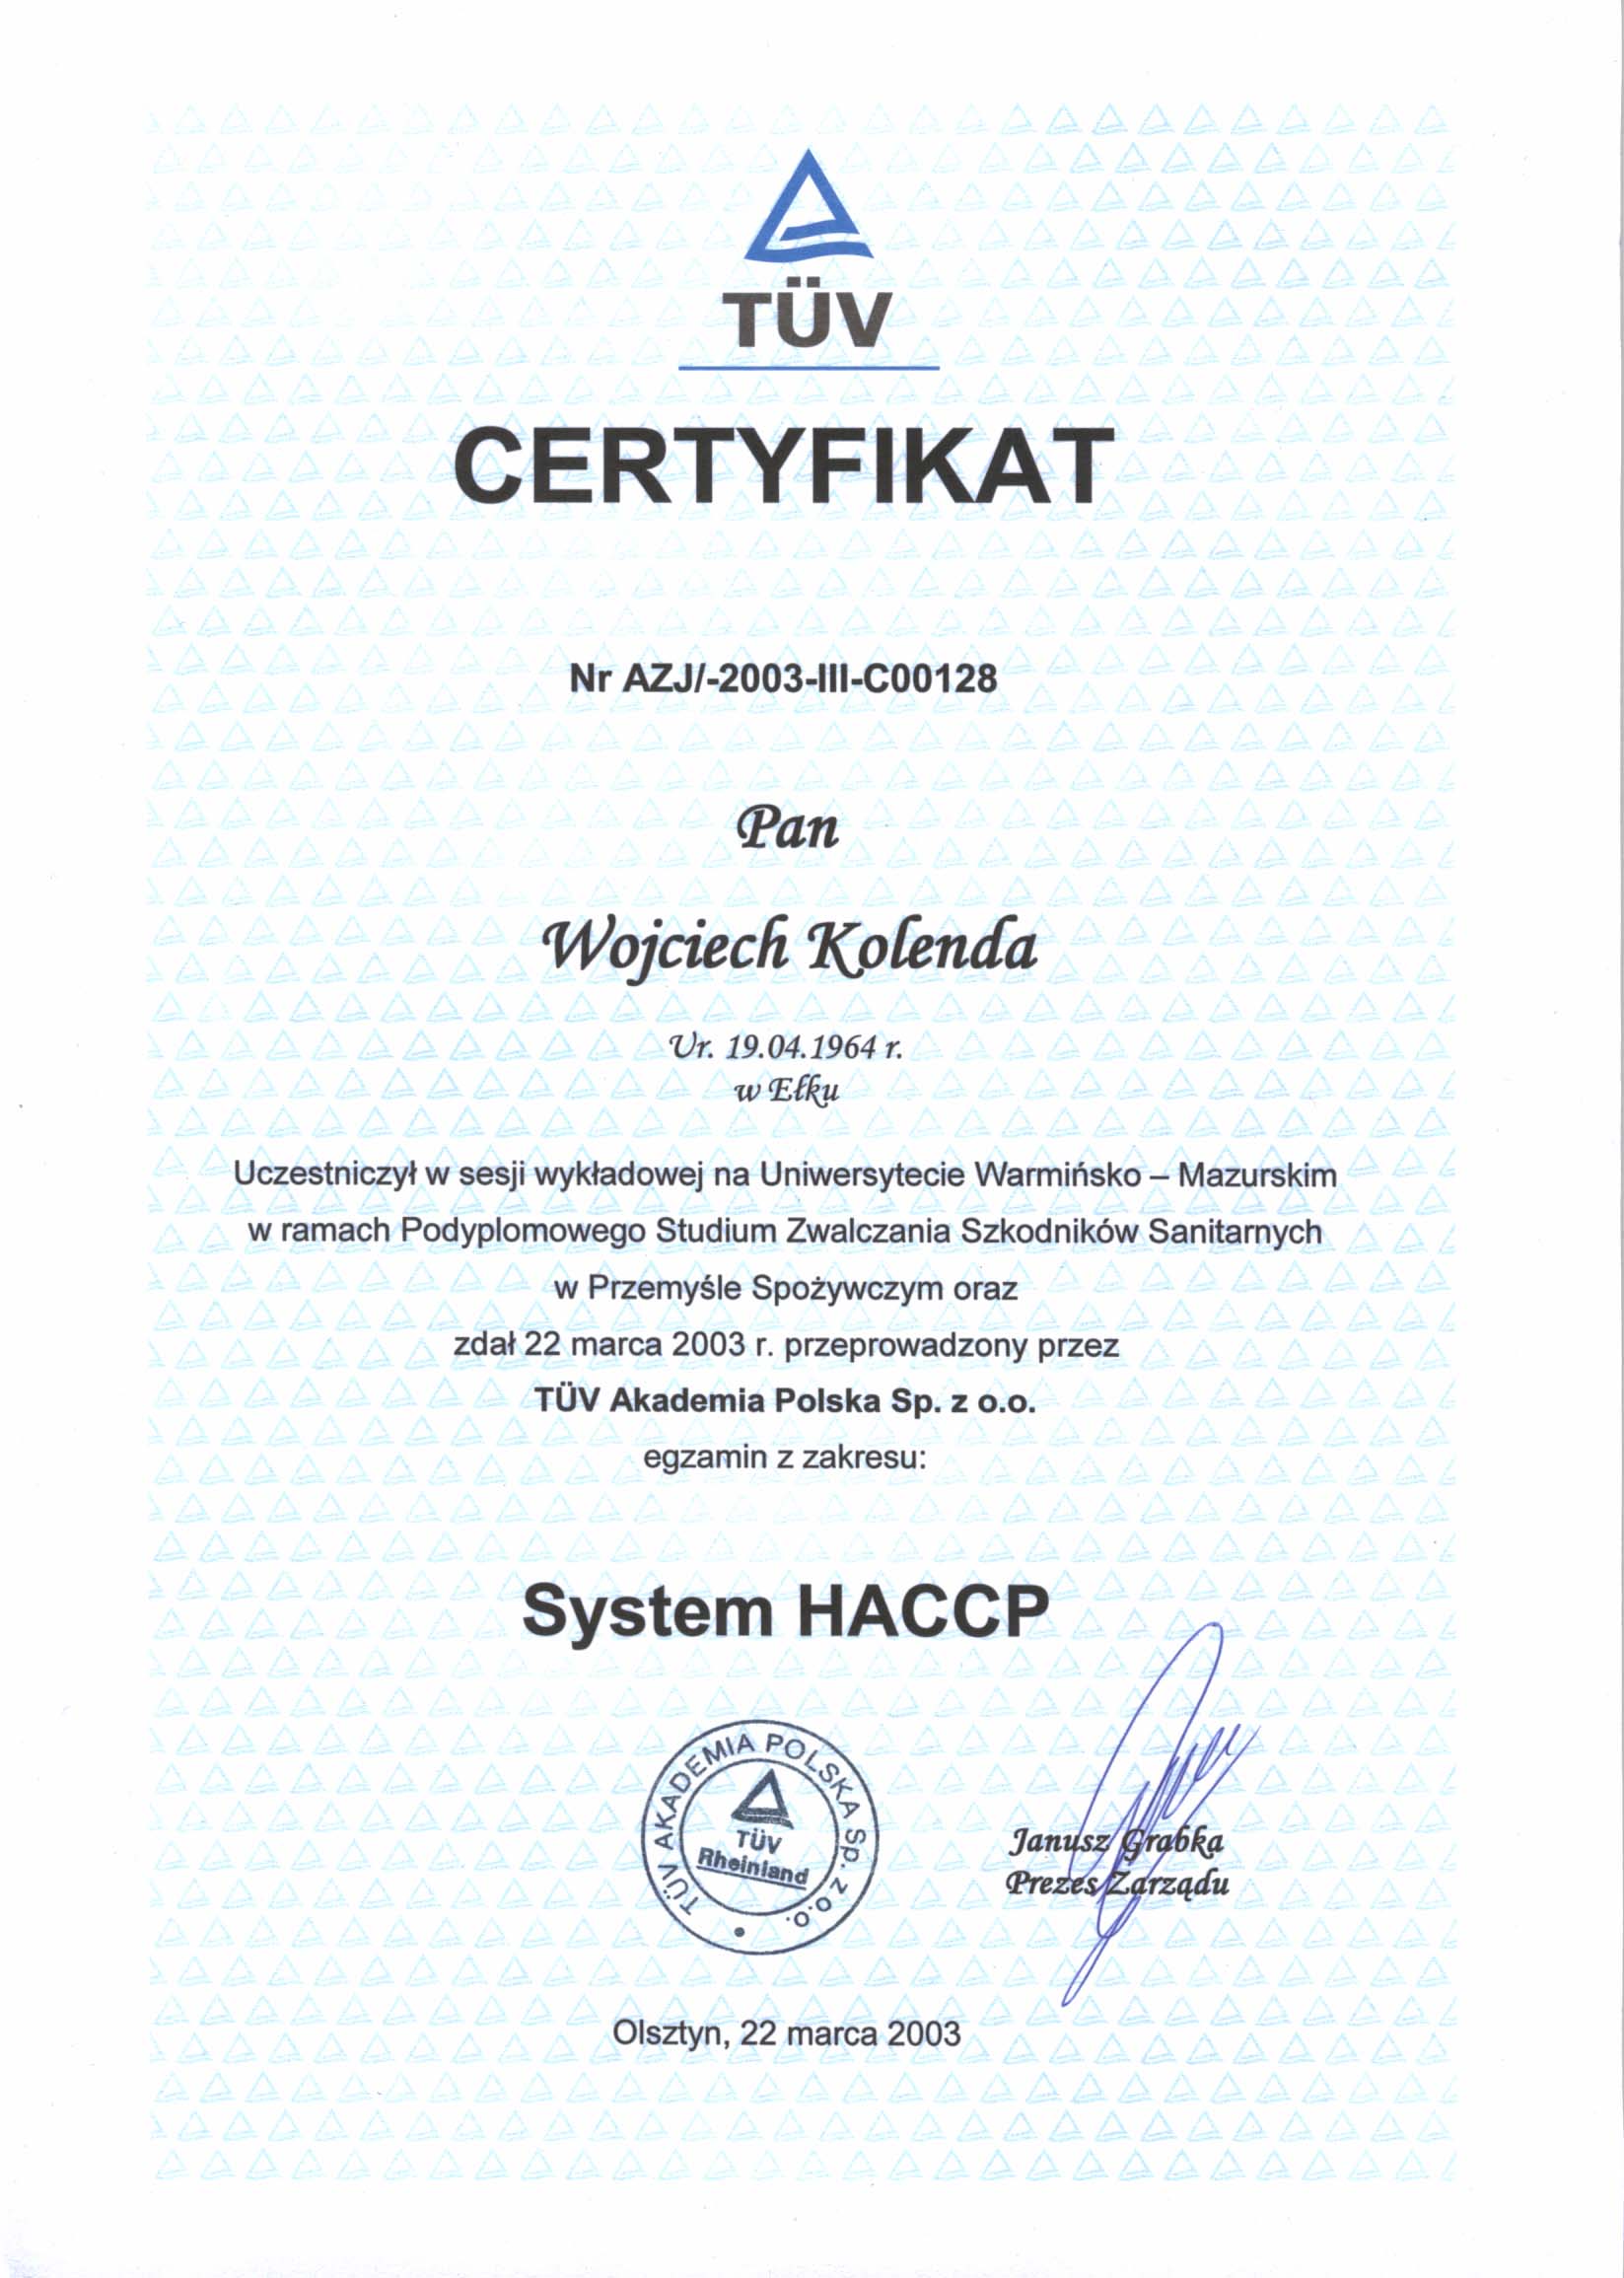 TÜV
CERTYFIKAT
Nr AZJ/-2003-III-C00128
Pan
Wojciech Kolenda
Ur. 19.04.1964 r.
w Ełku
Uczestniczył w sesji wykładowej na Uniwersytecie Warmińsko – Mazurskim
w ramach Podyplomowego Studium Zwalczania Szkodników Sanitarnych
w Przemyśle Spożywczym oraz
zdał 22 marca 2003 r. przeprowadzony przez
TÜV Akademia Polska Sp. z o.o.
egzamin z zakresu:
System HACCP
TÜV AKADEMIA POLSKA Sp. z o.o.
TÜV
Rheinland
Janusz Grabka
Prezes Zarządu
Olsztyn, 22 marca 2003